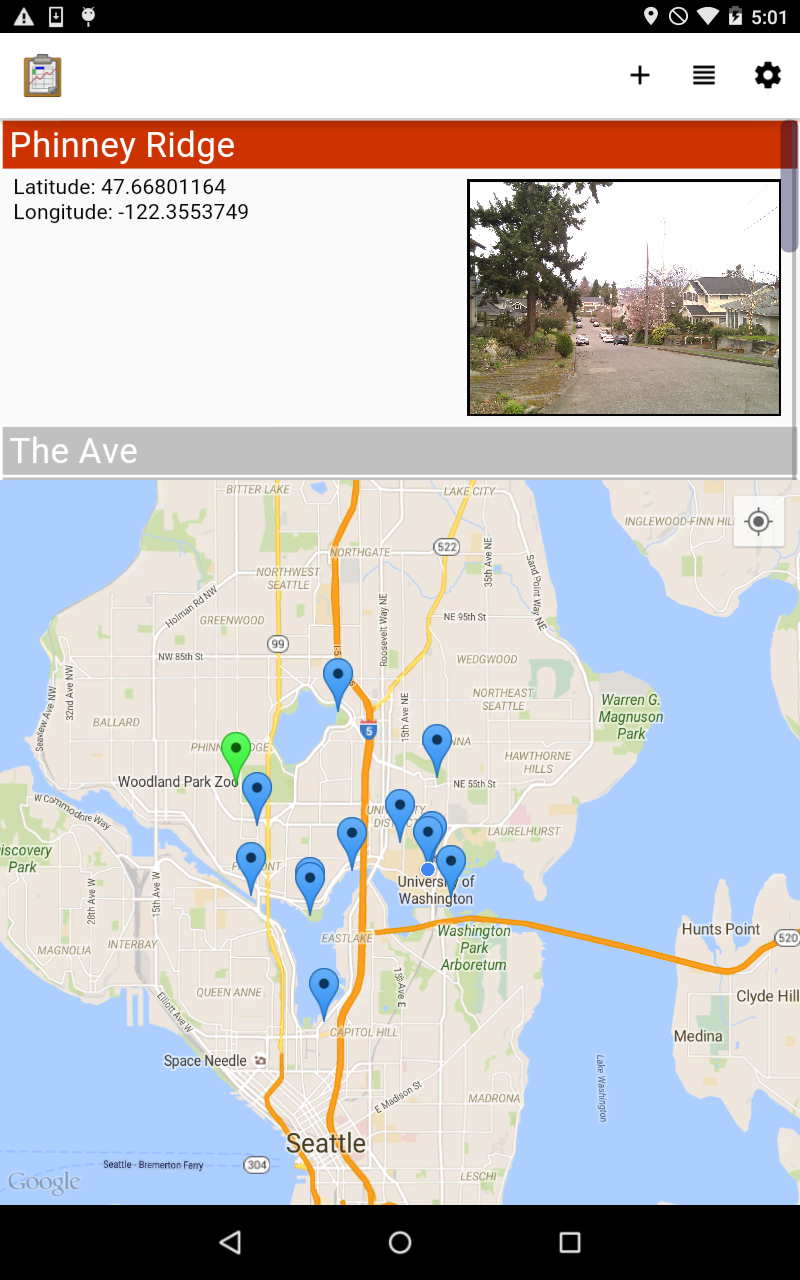 5:01
Phinney Ridge
Latitude: 47.66801164
Longitude: -122.3553749
The Ave
BITTER LAKE
LAKE CITY
INGLEWOOD-FINN HILL
522
NORTHGATE
35th Ave NE
Sand Point Way NE
NORTHWEST
SEATTLE
Holman Rd NW
Roosevelt Way NE
GREENWOOD
NE 95th St
99
I-5
NW 85th St
WEDGWOOD
32nd Ave NW
Seaview Ave NW
15th Ave NE
NORTHEAST
SEATTLE
Warren G.
Magnuson
Park
BALLARD
5
HAWTHORNE
HILLS
Woodland Park Zoo
NE 55th St
W Commodore Way
LAURELHURST
Park
28th Ave W
15th Ave W
University of
Washington
Washington
Park
Arboretum
Hunts Point
520
EASTLAKE
INTERBAY
MAGNOLIA
QUEEN ANNE
13th Ave E
Elliott Ave W
Clyde Hill
CAPITOL HILL
Medina
Space Needle
E Madison St
Lake Washington
MADRONA
Seattle
Seattle - Bremerton Ferry
304
LESCHI
Google